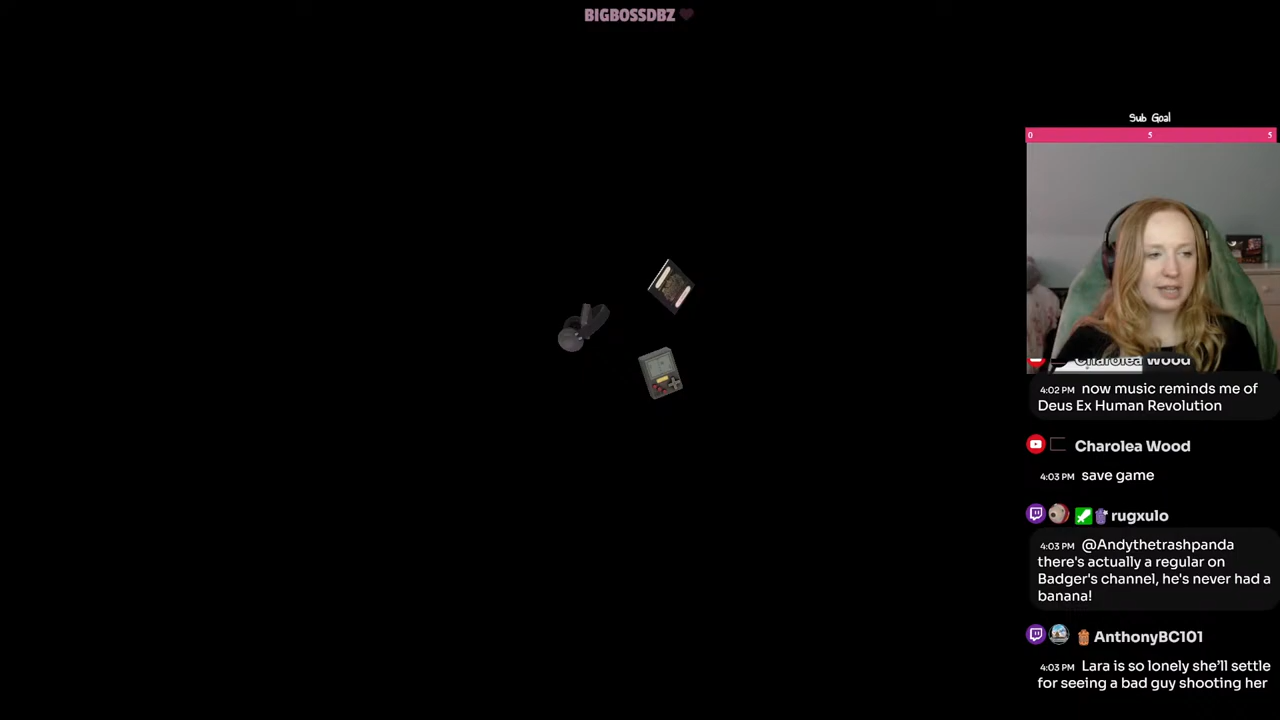 BIGBOSSDBZ
Sub Goal
0 5 5
Charolea Wood
4:02 PM now music reminds me of
Deus Ex Human Revolution
Charolea Wood
4:03 PM save game
rugxulo
4:03 PM @Andythetrashpanda
there's actually a regular on
Badger's channel, he's never had a
banana!
AnthonyBC101
4:03 PM Lara is so lonely she'll settle
for seeing a bad guy shooting her